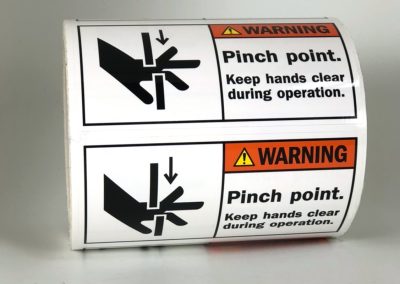 WARNING
Pinch point.
Keep hands clear
during operation.
WARNING
Pinch point.
Keep hands clear
during operation.